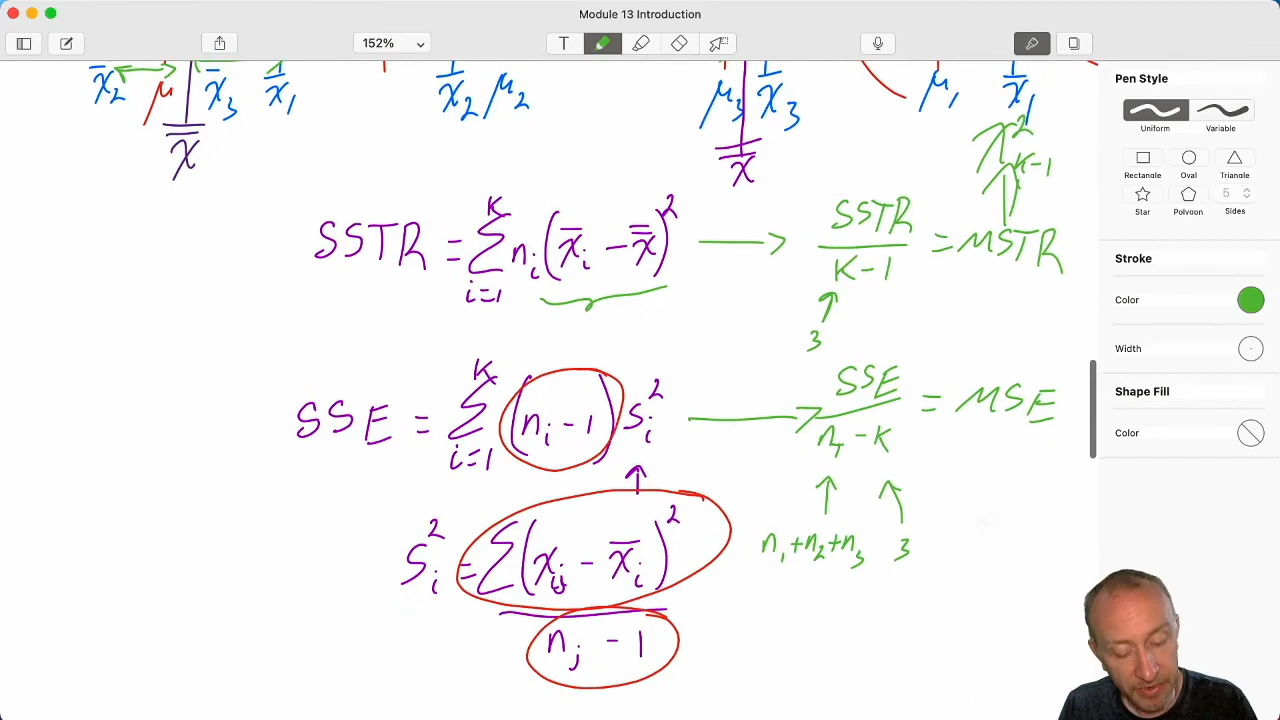 Module 13 Introduction
152%
T
x̄₂ μ x̄₃ x̄₁ x̄₂ μ₂ μ₃ x̄₃ μ₁ x̄₁
x̿ x̿
χ²
K-1
SSTR = Σ nᵢ (x̄ᵢ - x̿)²
K
i=1
SSTR
K-1
= MSTR
3
SSE = Σ (nᵢ - 1) Sᵢ²
K
i=1
SSE
n_T - K
= MSE
n₁+n₂+n₃ 3
Sᵢ² = Σ(xᵢⱼ - x̄ᵢ)²
nⱼ - 1
Pen Style
Uniform Variable
Rectangle Oval Triangle
5
Star Polygon Sides
Stroke
Color
Width
Shape Fill
Color